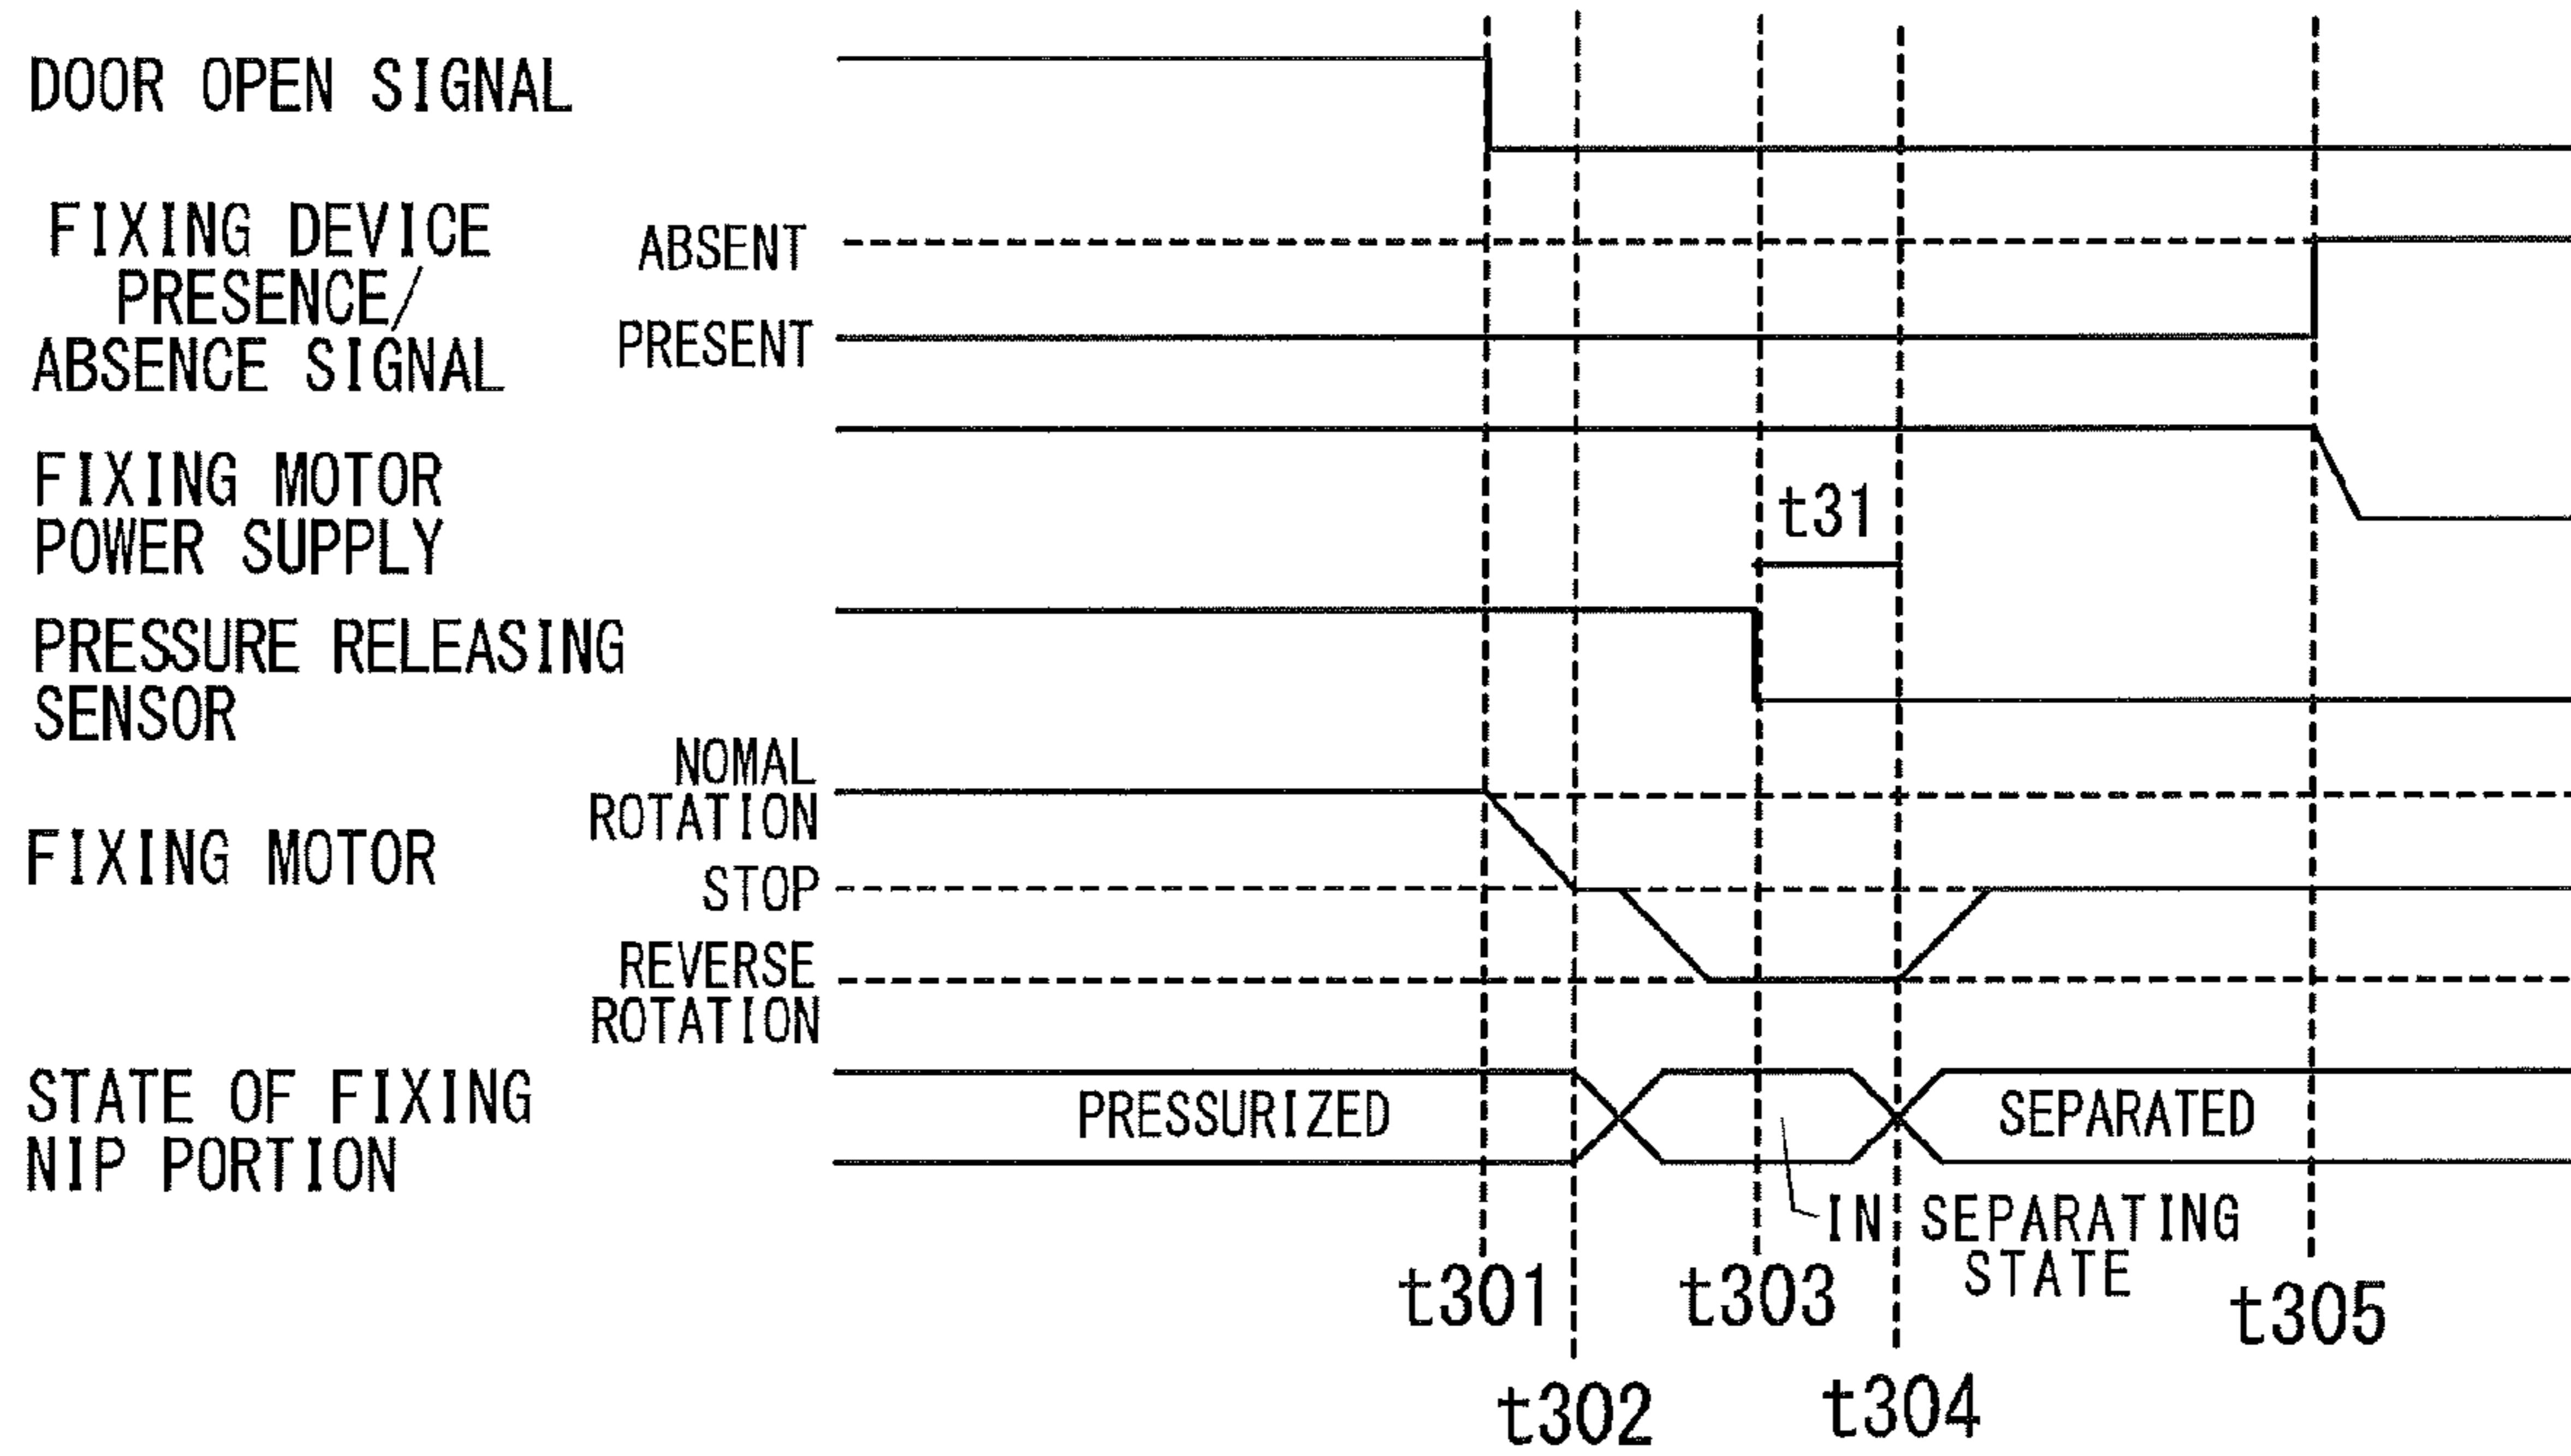 DOOR OPEN SIGNAL
FIXING DEVICE
PRESENCE/
ABSENCE SIGNAL
ABSENT
PRESENT
FIXING MOTOR
POWER SUPPLY
t31
PRESSURE RELEASING
SENSOR
FIXING MOTOR
NOMAL
ROTATION
STOP
REVERSE
ROTATION
STATE OF FIXING
NIP PORTION
PRESSURIZED
SEPARATED
IN SEPARATING
STATE
t301
t302
t303
t304
t305